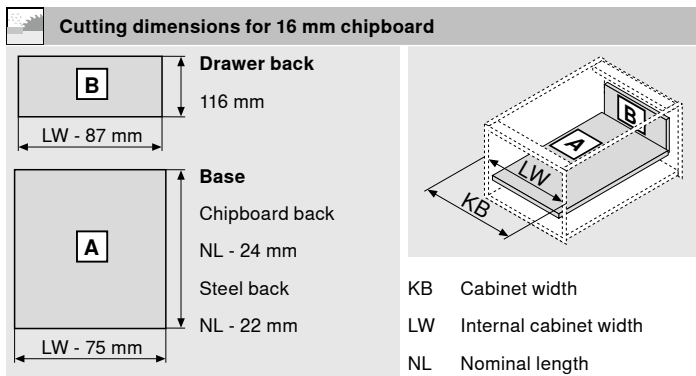 Cutting dimensions for 16 mm chipboard
B
LW - 87 mm
Drawer back
116 mm
A
LW - 75 mm
Base
Chipboard back
NL - 24 mm
Steel back
NL - 22 mm
B
A
LW
KB
KB Cabinet width
LW Internal cabinet width
NL Nominal length